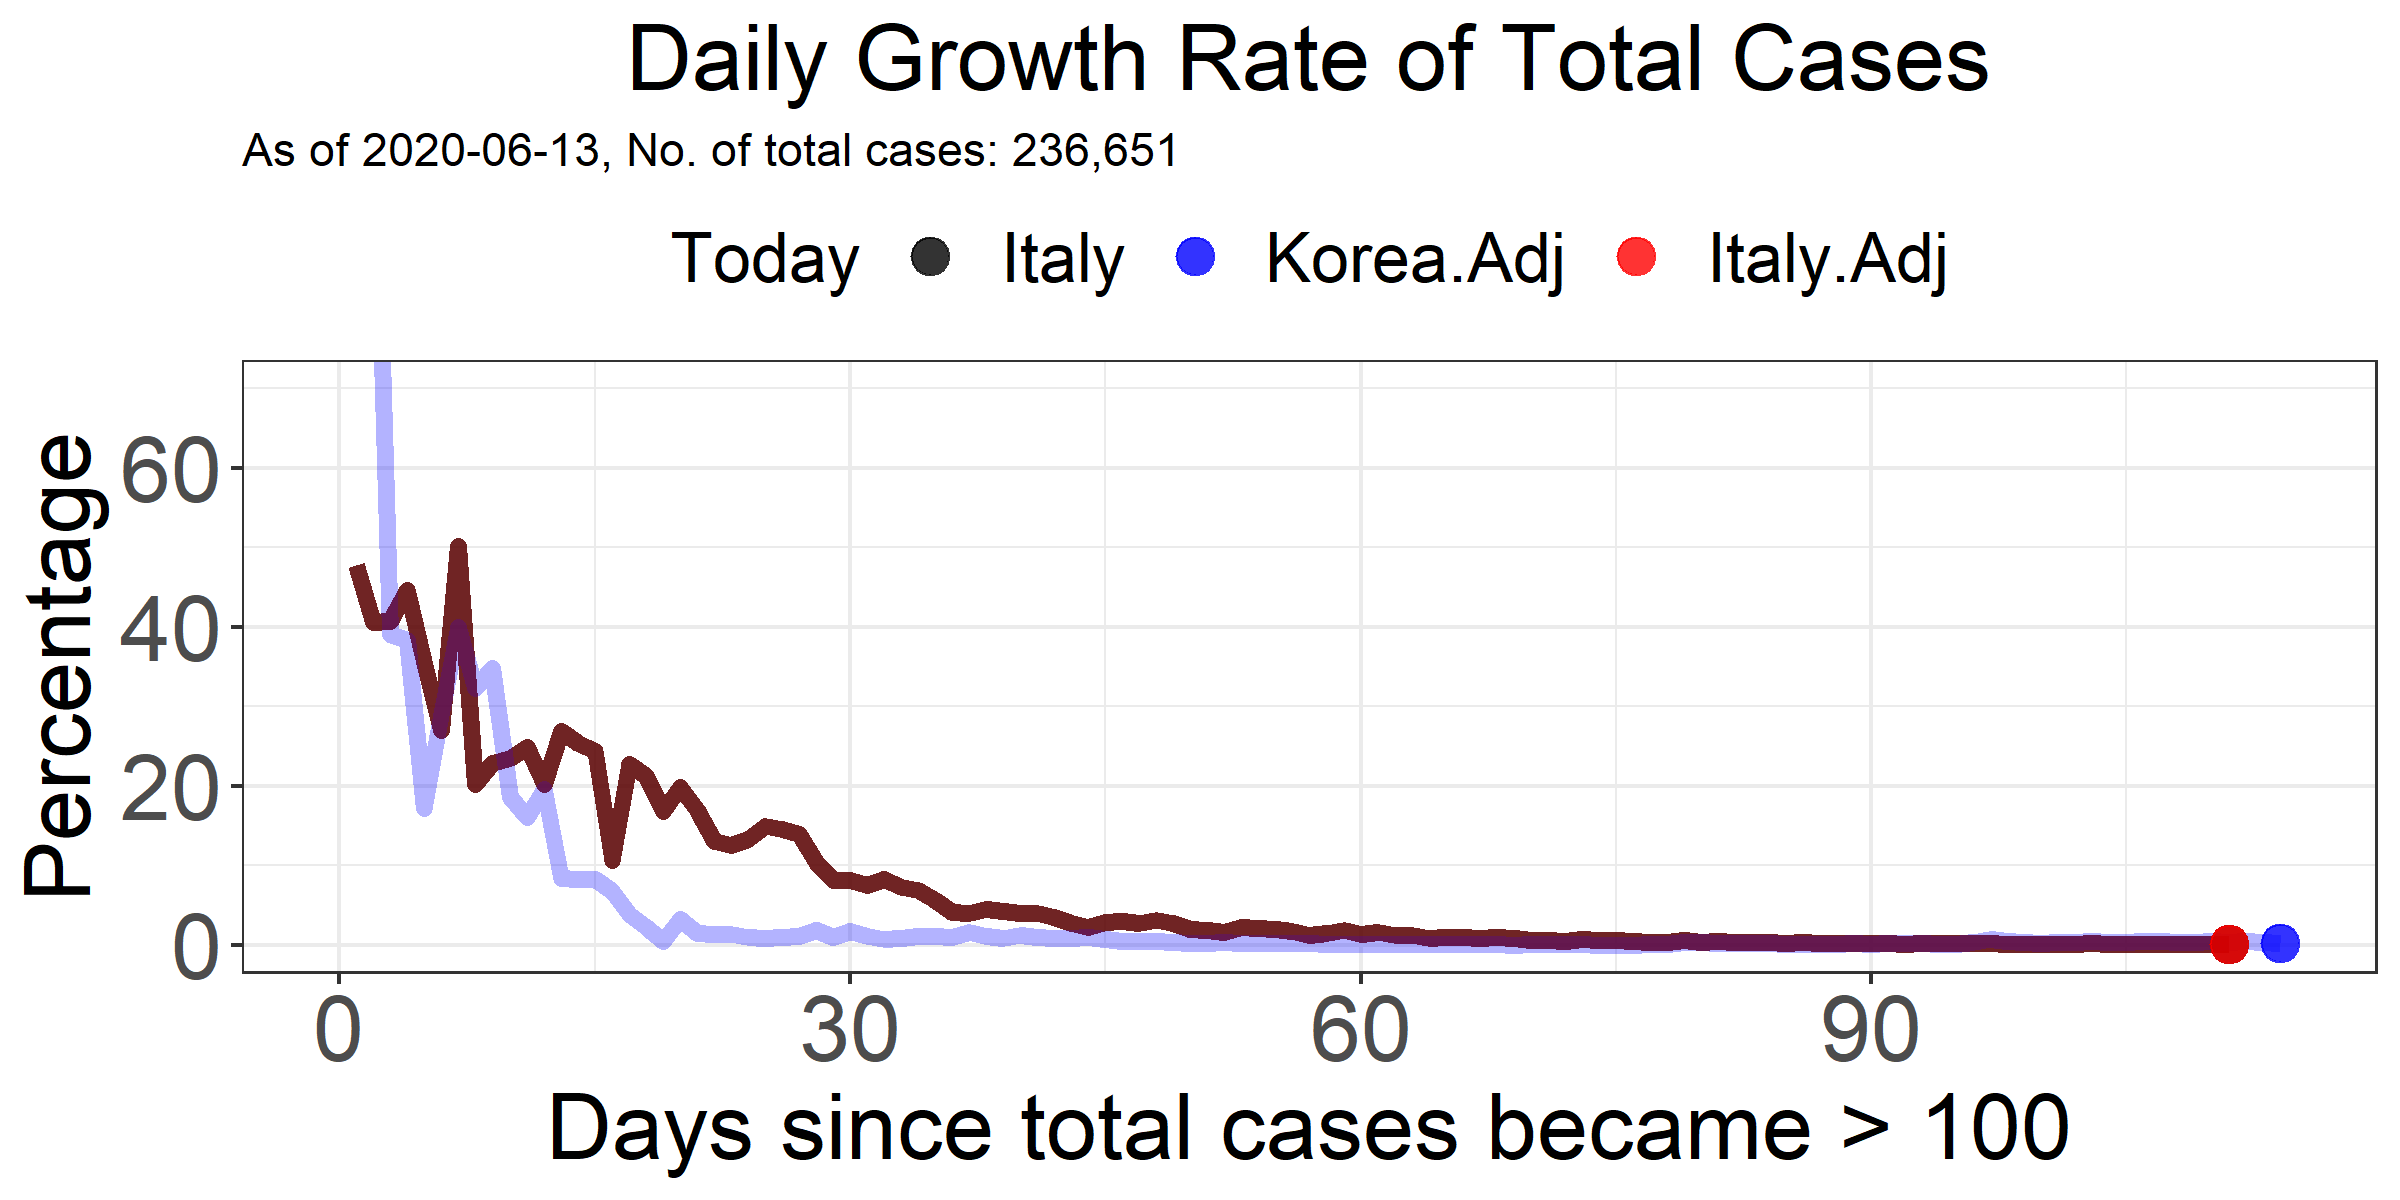 Daily Growth Rate of Total Cases
As of 2020-06-13, No. of total cases: 236,651
Today Italy Korea.Adj Italy.Adj
Percentage
60
40
20
0
0 30 60 90
Days since total cases became > 100